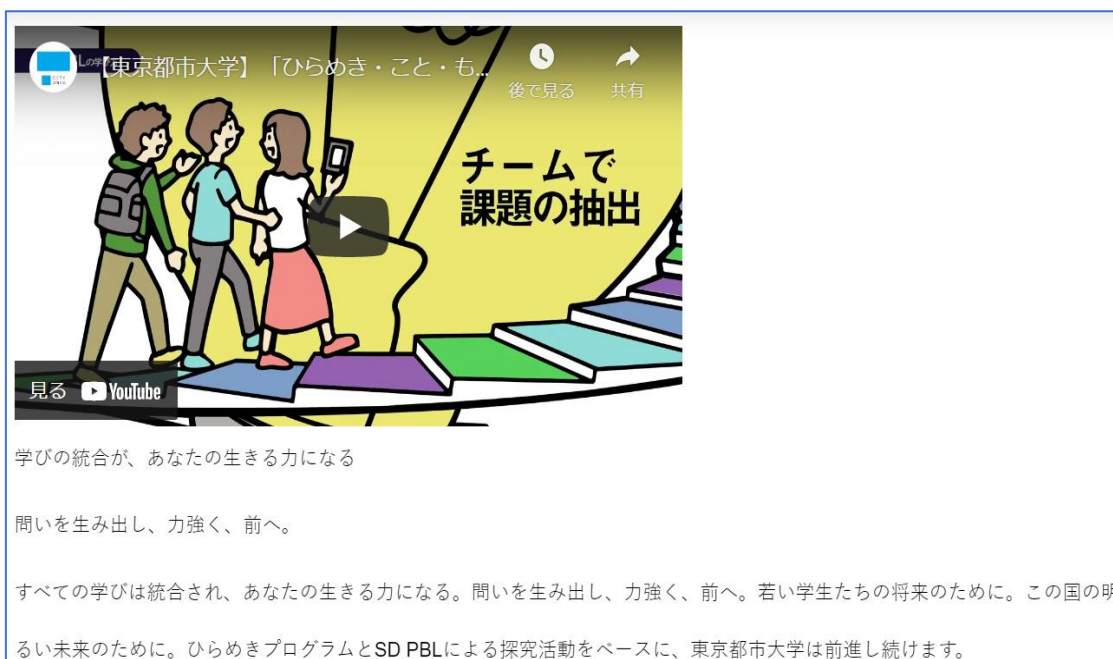 【東京都市大学】「ひらめき・こと・も...
後で見る
共有
チームで
課題の抽出
見る YouTube
学びの統合が、あなたの生きる力になる
問いを生み出し、力強く、前へ。
すべての学びは統合され、あなたの生きる力になる。問いを生み出し、力強く、前へ。若い学生たちの将来のために。この国の明
るい未来のために。ひらめきプログラムとSD PBLによる探究活動をベースに、東京都市大学は前進し続けます。